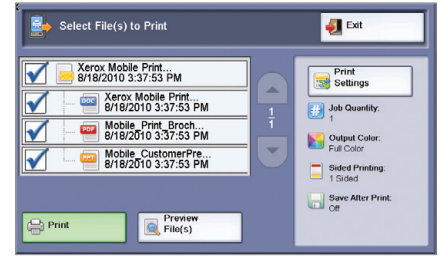 Select File(s) to Print
Exit
Xerox Mobile Print...
8/18/2010 3:37:53 PM
DOC
Xerox Mobile Print...
8/18/2010 3:37:53 PM
PDF
Mobile_Print_Broch...
8/18/2010 3:37:53 PM
PPT
Mobile_CustomerPre...
8/18/2010 3:37:53 PM
1
1
Print
Settings
#
Job Quantity:
1
Output Color:
Full Color
Sided Printing:
1 Sided
Save After Print:
Off
Print
Preview
File(s)